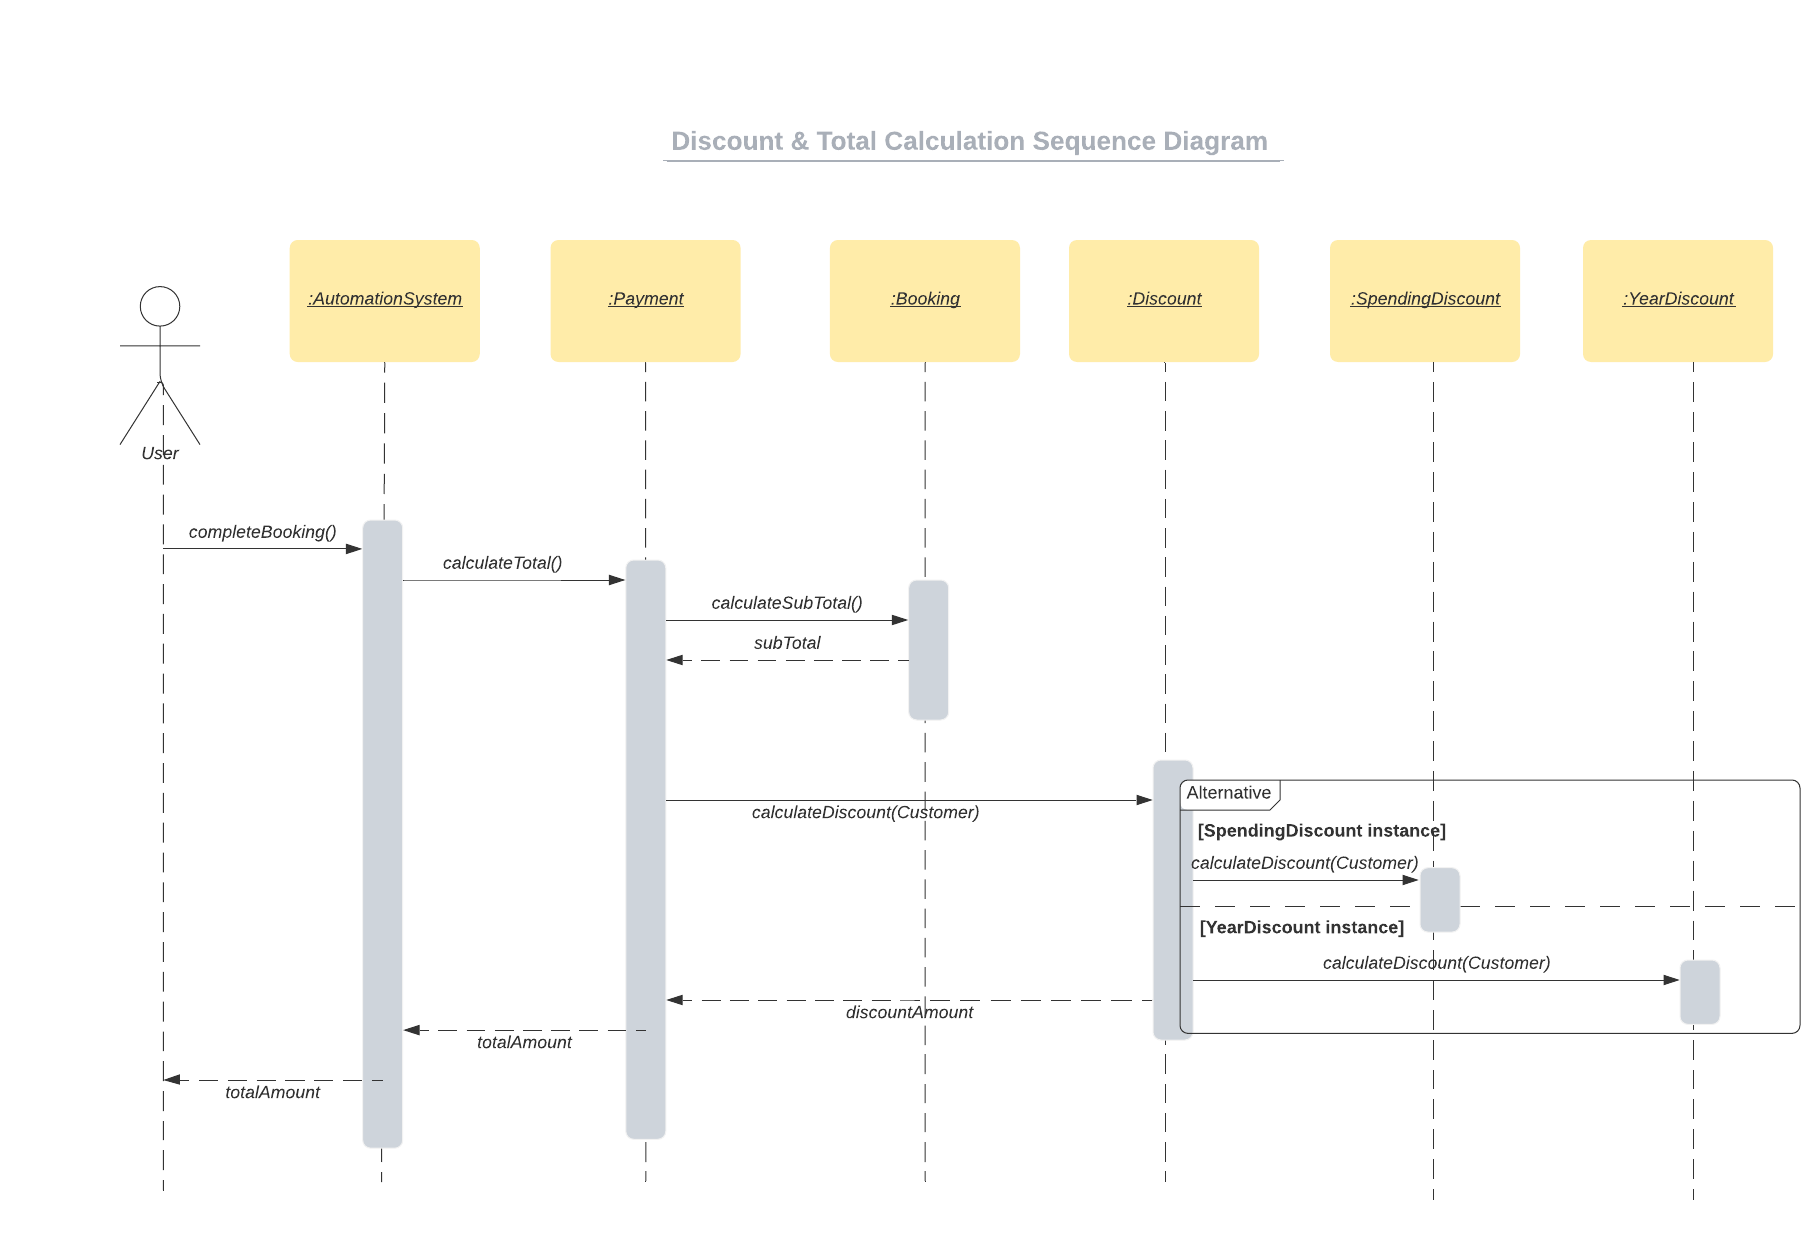 Discount & Total Calculation Sequence Diagram
:AutomationSystem
:Payment
:Booking
:Discount
:SpendingDiscount
:YearDiscount
User
completeBooking()
calculateTotal()
calculateSubTotal()
subTotal
Alternative
calculateDiscount(Customer)
[SpendingDiscount instance]
calculateDiscount(Customer)
[YearDiscount instance]
calculateDiscount(Customer)
discountAmount
totalAmount
totalAmount